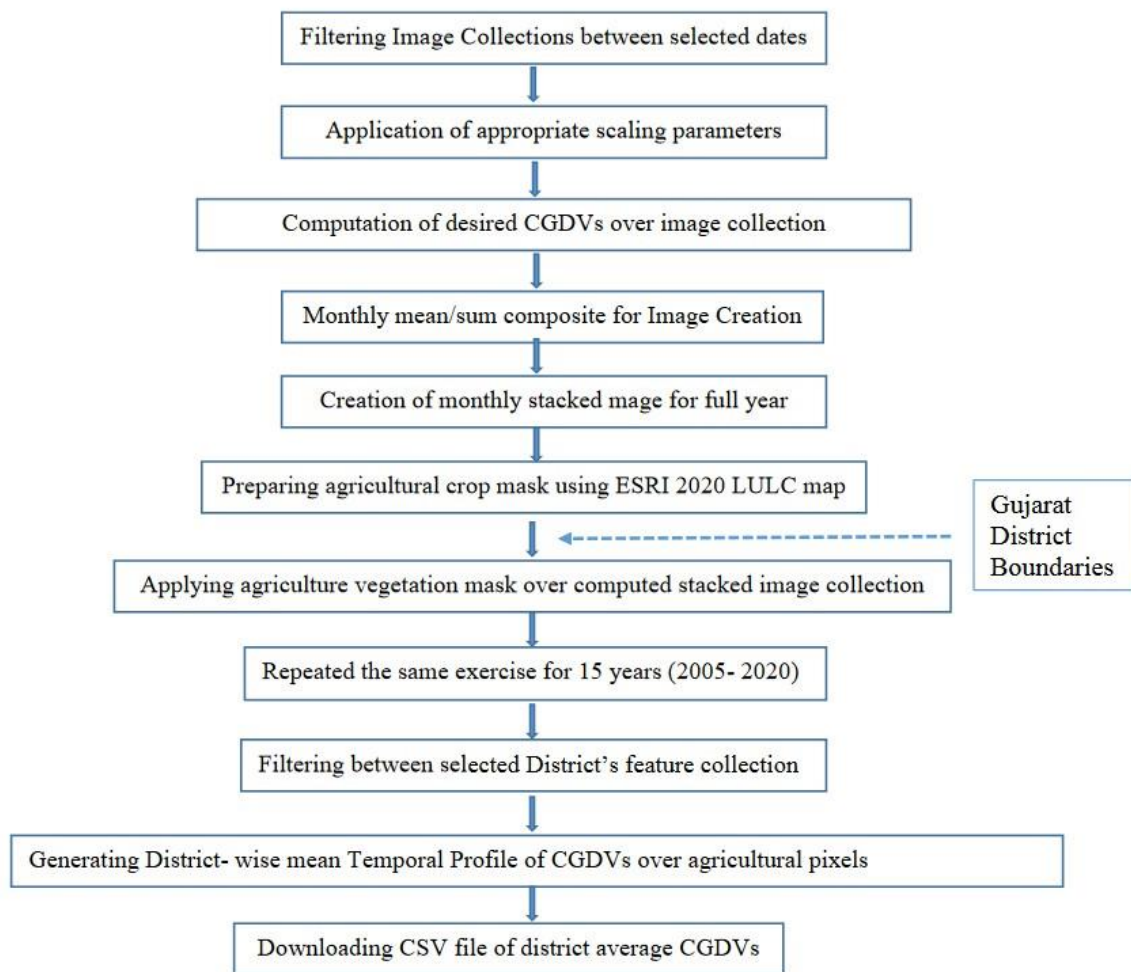 Filtering Image Collections between selected dates
Application of appropriate scaling parameters
Computation of desired CGDVs over image collection
Monthly mean/sum composite for Image Creation
Creation of monthly stacked mage for full year
Preparing agricultural crop mask using ESRI 2020 LULC map
Gujarat
District
Boundaries
Applying agriculture vegetation mask over computed stacked image collection
Repeated the same exercise for 15 years (2005- 2020)
Filtering between selected District’s feature collection
Generating District- wise mean Temporal Profile of CGDVs over agricultural pixels
Downloading CSV file of district average CGDVs